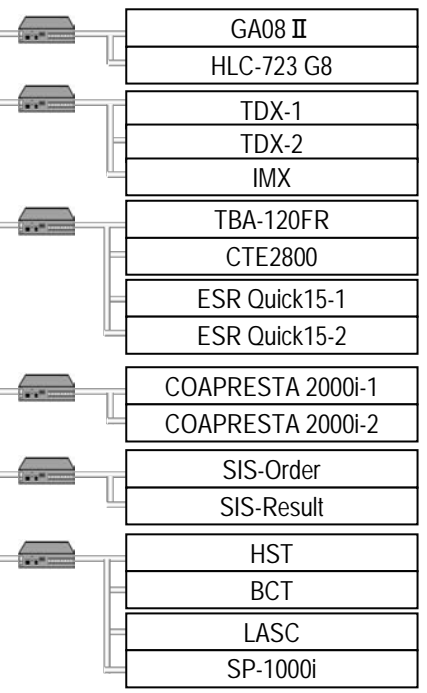 GA08 Ⅱ
HLC-723 G8
TDX-1
TDX-2
IMX
TBA-120FR
CTE2800
ESR Quick15-1
ESR Quick15-2
COAPRESTA 2000i-1
COAPRESTA 2000i-2
SIS-Order
SIS-Result
HST
BCT
LASC
SP-1000i